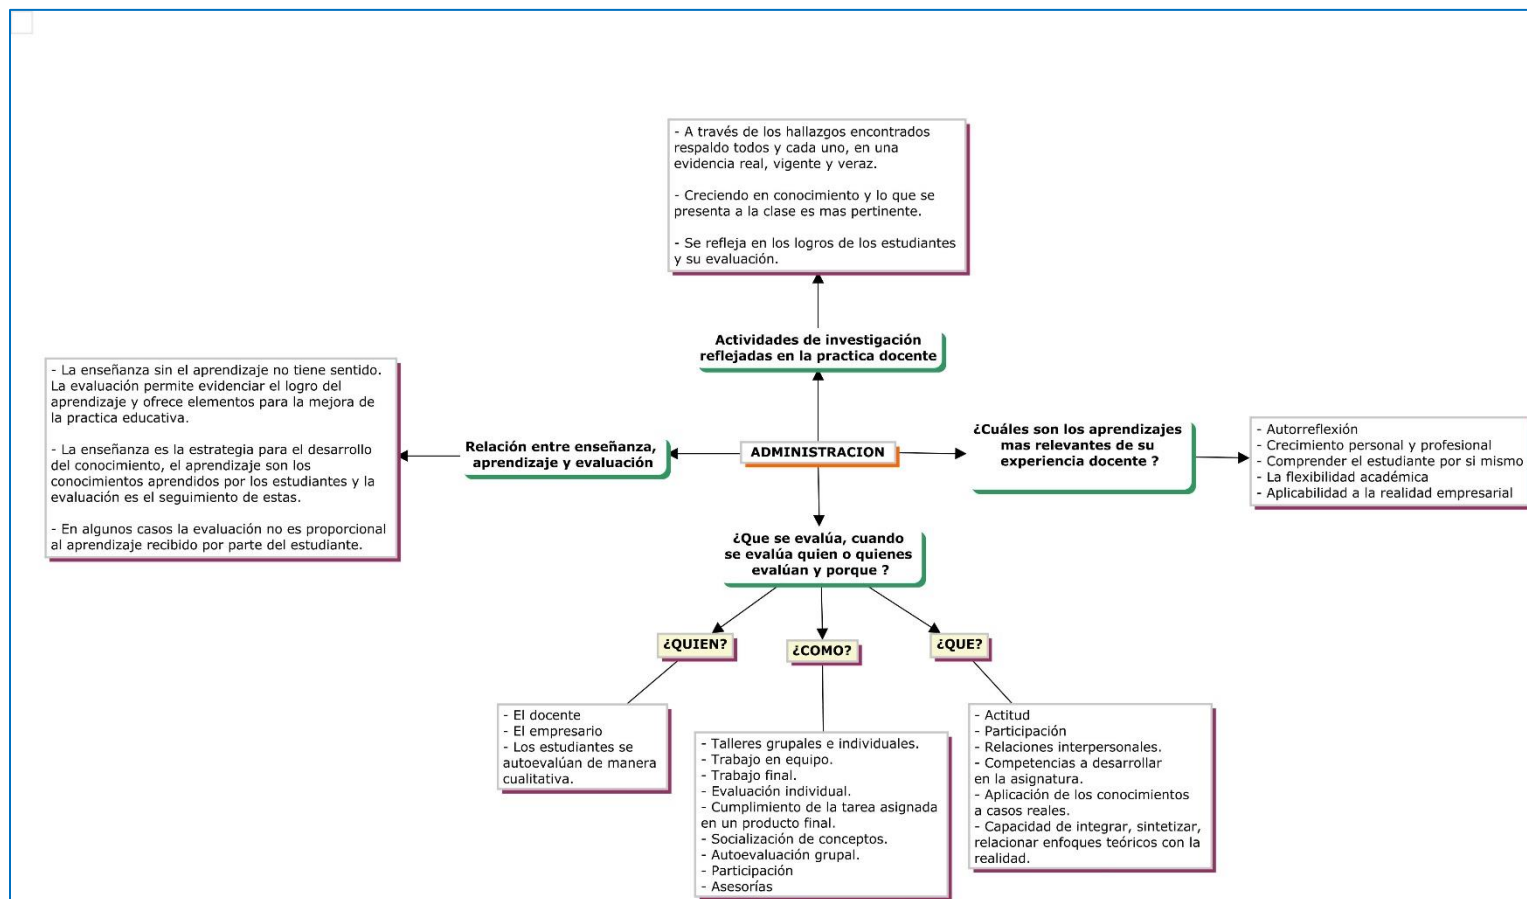 - A través de los hallazgos encontrados
respaldo todos y cada uno, en una
evidencia real, vigente y veraz.
- Creciendo en conocimiento y lo que se
presenta a la clase es mas pertinente.
- Se refleja en los logros de los estudiantes
y su evaluación.
Actividades de investigación
reflejadas en la practica docente
- La enseñanza sin el aprendizaje no tiene sentido.
La evaluación permite evidenciar el logro del
aprendizaje y ofrece elementos para la mejora de
la practica educativa.
- La enseñanza es la estrategia para el desarrollo
del conocimiento, el aprendizaje son los
conocimientos aprendidos por los estudiantes y la
evaluación es el seguimiento de estas.
- En algunos casos la evaluación no es proporcional
al aprendizaje recibido por parte del estudiante.
Relación entre enseñanza,
aprendizaje y evaluación
ADMINISTRACION
¿Cuáles son los aprendizajes
mas relevantes de su
experiencia docente ?
- Autorreflexión
- Crecimiento personal y profesional
- Comprender el estudiante por si mismo
- La flexibilidad académica
- Aplicabilidad a la realidad empresarial
¿Que se evalúa, cuando
se evalúa quien o quienes
evalúan y porque ?
¿QUIEN?
- El docente
- El empresario
- Los estudiantes se
autoevalúan de manera
cualitativa.
¿COMO?
- Talleres grupales e individuales.
- Trabajo en equipo.
- Trabajo final.
- Evaluación individual.
- Cumplimiento de la tarea asignada
en un producto final.
- Socialización de conceptos.
- Autoevaluación grupal.
- Participación
- Asesorías
¿QUE?
- Actitud
- Participación
- Relaciones interpersonales.
- Competencias a desarrollar
en la asignatura.
- Aplicación de los conocimientos
a casos reales.
- Capacidad de integrar, sintetizar,
relacionar enfoques teóricos con la
realidad.